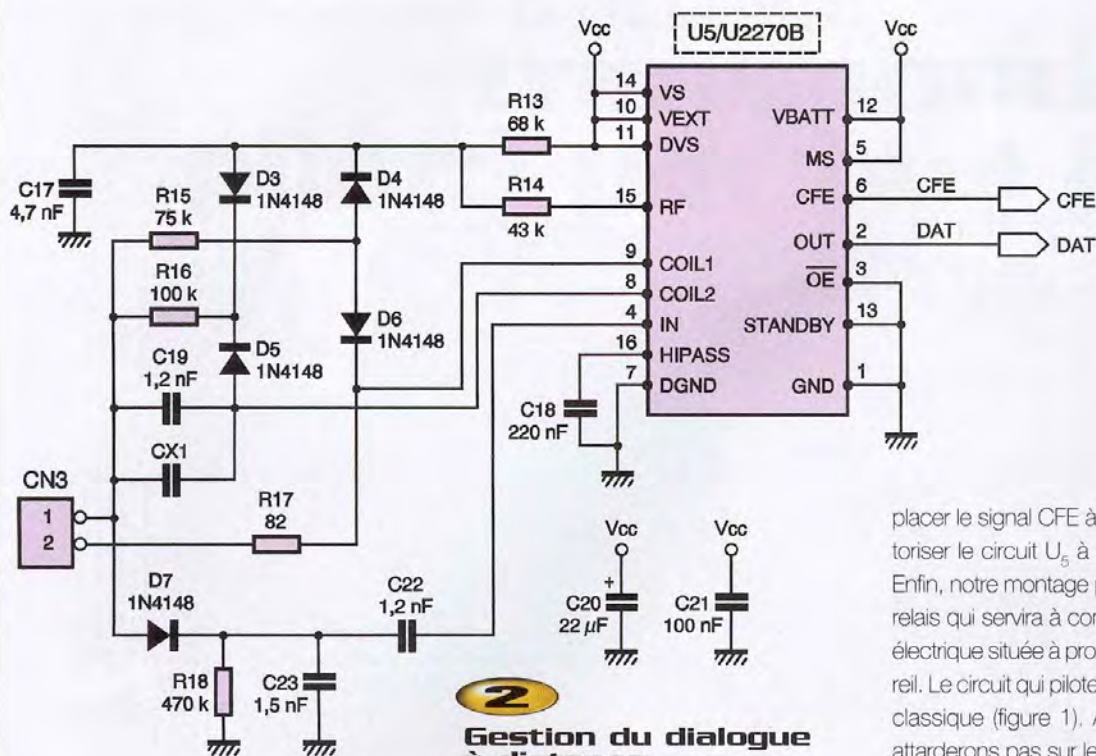 Vcc
U5/U2270B
Vcc
14 VS
10 VEXT
11 DVS
15 RF
9 COIL1
8 COIL2
4 IN
16 HIPASS
7 DGND
VBATT 12
MS 5
CFE 6 CFE CFE
OUT 2 DAT DAT
OE 3
STANDBY 13
GND 1
R13
68 k
R14
43 k
C17
4,7 nF
D3
1N4148
D4
1N4148
R15
75 k
R16
100 k
D5
1N4148
D6
1N4148
C19
1,2 nF
CX1
C18
220 nF
CN3
1
2
R17
82
D7
1N4148
C22
1,2 nF
R18
470 k
C23
1,5 nF
Vcc
+
C20
22 µF
Vcc
C21
100 nF
2
Gestion du dialogue
placer le signal CFE à
toriser le circuit U5 à
Enfin, notre montage
relais qui servira à
électrique située à
reil. Le circuit qui
classique (figure 1).
attarderons pas sur